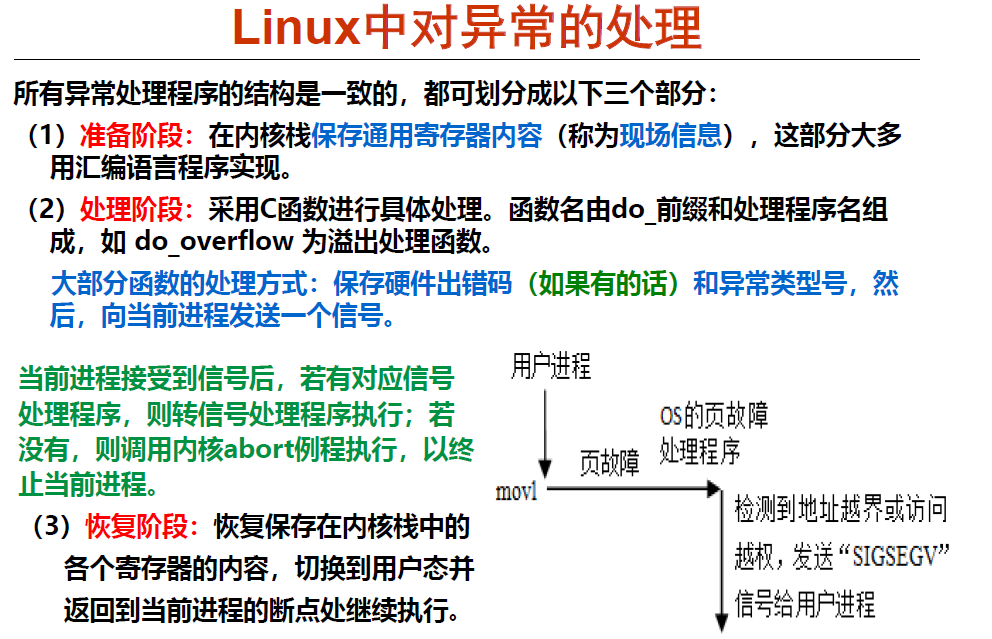 Linux中对异常的处理
所有异常处理程序的结构是一致的，都可划分成以下三个部分：
（1）准备阶段：在内核栈保存通用寄存器内容（称为现场信息），这部分大多
用汇编语言程序实现。
（2）处理阶段：采用C函数进行具体处理。函数名由do_前缀和处理程序名组
成，如 do_overflow 为溢出处理函数。
大部分函数的处理方式：保存硬件出错码（如果有的话）和异常类型号，然
后，向当前进程发送一个信号。
当前进程接受到信号后，若有对应信号
处理程序，则转信号处理程序执行；若
没有，则调用内核abort例程执行，以终
止当前进程。
（3）恢复阶段：恢复保存在内核栈中的
各个寄存器的内容，切换到用户态并
返回到当前进程的断点处继续执行。
用户进程
OS的页故障
处理程序
页故障
movl
检测到地址越界或访问
越权，发送“SIGSEGV”
信号给用户进程